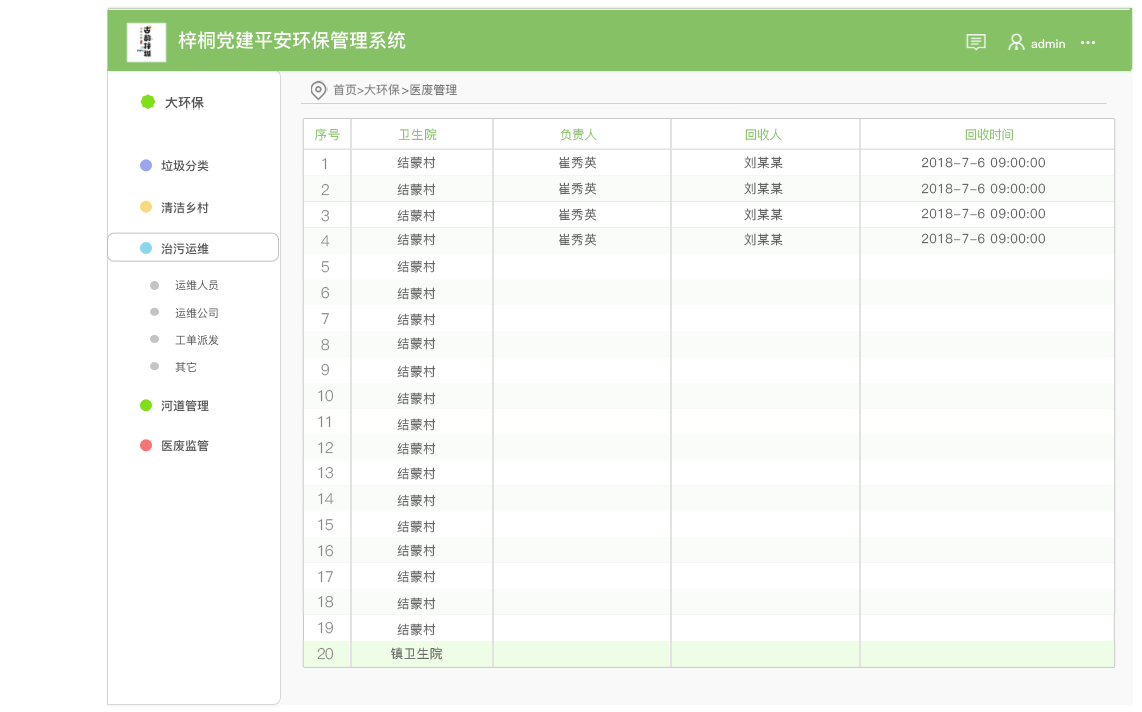 梓桐党建平安环保管理系统
admin
大环保
垃圾分类
清洁乡村
治污运维
运维人员
运维公司
工单派发
其它
河道管理
医废监管
首页>大环保>医废管理
序号 卫生院 负责人 回收人 回收时间
1 结蒙村 崔秀英 刘某某 2018-7-6 09:00:00
2 结蒙村 崔秀英 刘某某 2018-7-6 09:00:00
3 结蒙村 崔秀英 刘某某 2018-7-6 09:00:00
4 结蒙村 崔秀英 刘某某 2018-7-6 09:00:00
5 结蒙村
6 结蒙村
7 结蒙村
8 结蒙村
9 结蒙村
10 结蒙村
11 结蒙村
12 结蒙村
13 结蒙村
14 结蒙村
15 结蒙村
16 结蒙村
17 结蒙村
18 结蒙村
19 结蒙村
20 镇卫生院